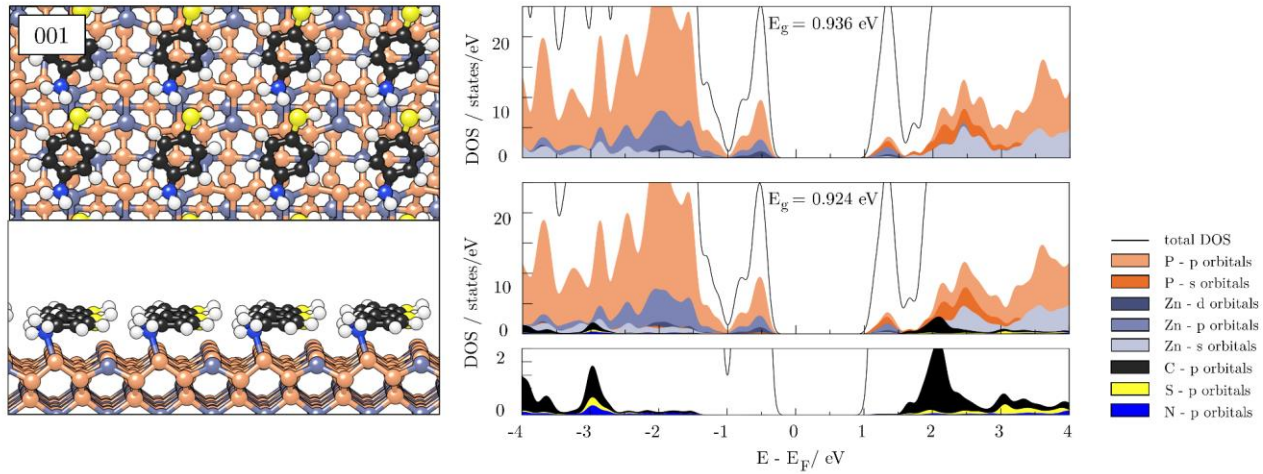 001
E_g = 0.936 eV
20
10
0
DOS / states/eV
E_g = 0.924 eV
20
10
0
DOS / states/eV
2
0
-4 -3 -2 -1 0 1 2 3 4
E - E_F/ eV
total DOS
P - p orbitals
P - s orbitals
Zn - d orbitals
Zn - p orbitals
Zn - s orbitals
C - p orbitals
S - p orbitals
N - p orbitals